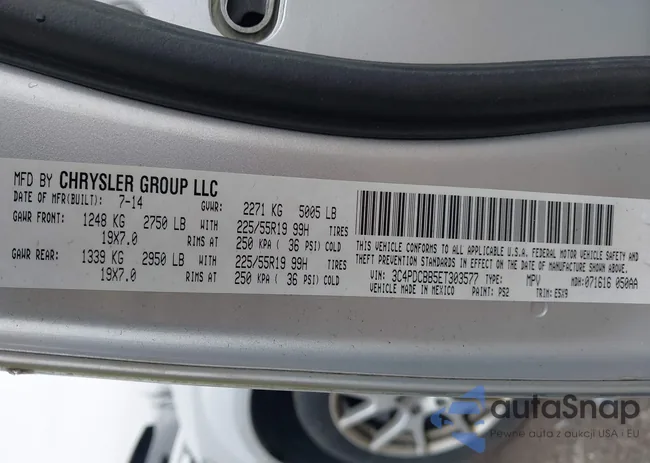 MFD BY CHRYSLER GROUP LLC
DATE OF MFR(BUILT): 7-14 GVWR: 2271 KG 5005 LB
GAWR FRONT: 1248 KG 2750 LB WITH 225/55R19 99H TIRES
19X7.0 RIMS AT 250 KPA ( 36 PSI) COLD
GAWR REAR: 1339 KG 2950 LB WITH 225/55R19 99H TIRES
19X7.0 RIMS AT 250 KPA ( 36 PSI) COLD
THIS VEHICLE CONFORMS TO ALL APPLICABLE U.S.A. FEDERAL MOTOR VEHICLE SAFETY AND
THEFT PREVENTION STANDARDS IN EFFECT ON THE DATE OF MANUFACTURE SHOWN ABOVE.
VIN: 3C4PDCBB5ET303577 TYPE: MPV MDH: 071616 050AA
VEHICLE MADE IN MEXICO PAINT: PS2 TRIM: E5X9
autaSnap
Pewne auta z aukcji USA i EU